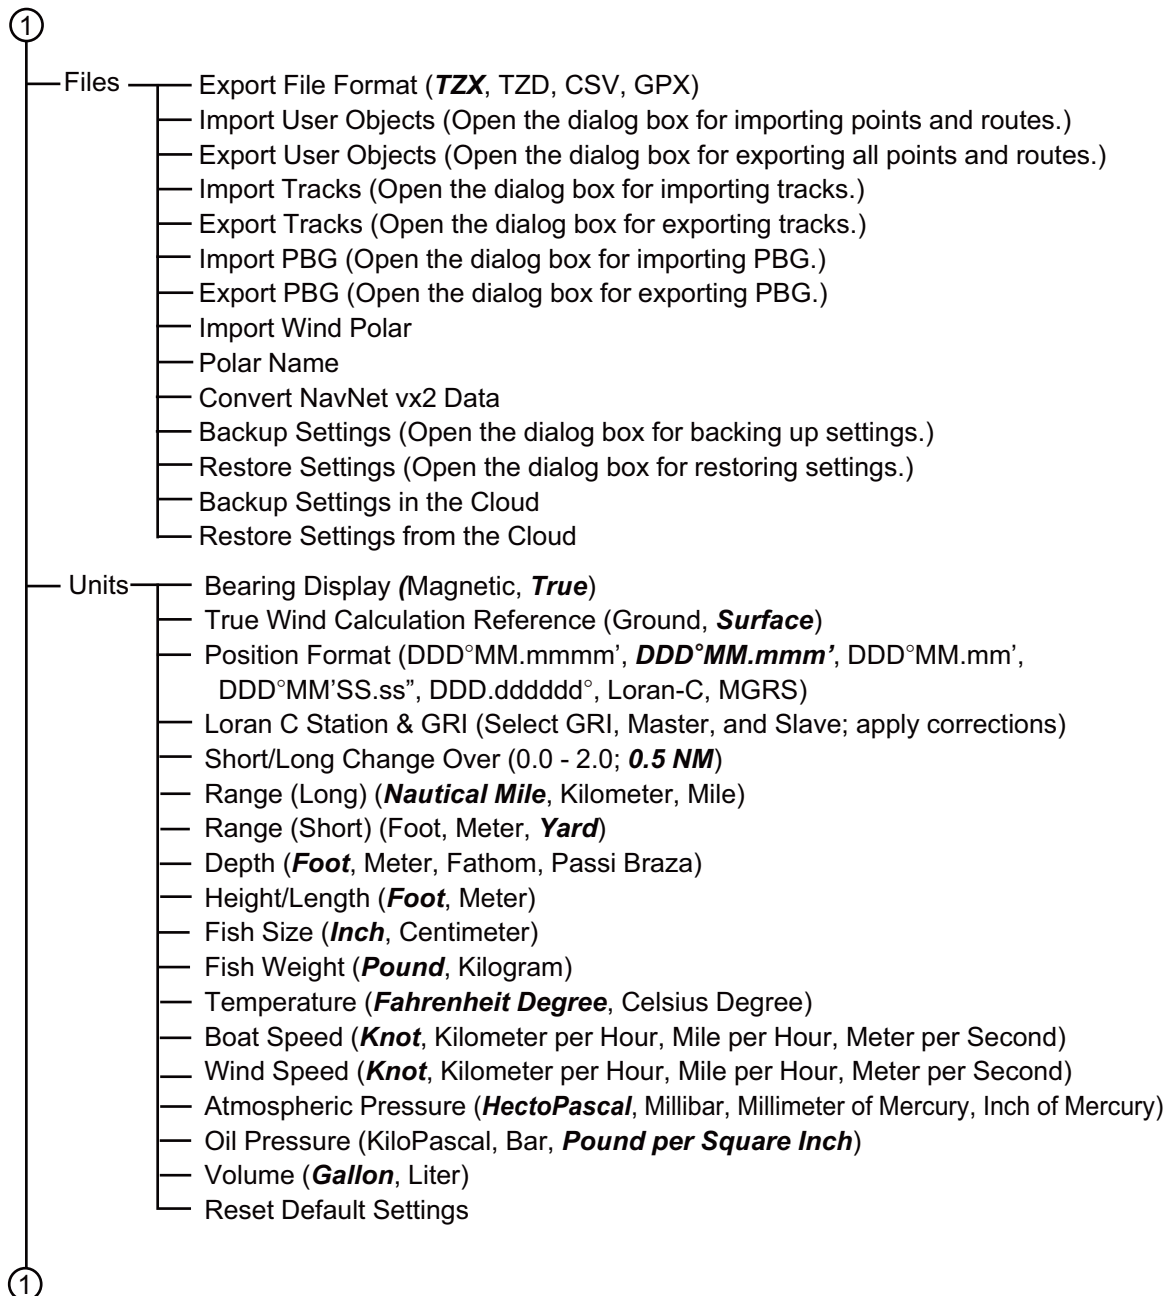 1
Files
Export File Format (TZX, TZD, CSV, GPX)
Import User Objects (Open the dialog box for importing points and routes.)
Export User Objects (Open the dialog box for exporting all points and routes.)
Import Tracks (Open the dialog box for importing tracks.)
Export Tracks (Open the dialog box for exporting tracks.)
Import PBG (Open the dialog box for importing PBG.)
Export PBG (Open the dialog box for exporting PBG.)
Import Wind Polar
Polar Name
Convert NavNet vx2 Data
Backup Settings (Open the dialog box for backing up settings.)
Restore Settings (Open the dialog box for restoring settings.)
Backup Settings in the Cloud
Restore Settings from the Cloud
Units
Bearing Display (Magnetic, True)
True Wind Calculation Reference (Ground, Surface)
Position Format (DDD°MM.mmmm’, DDD°MM.mmm’, DDD°MM.mm’,
DDD°MM’SS.ss”, DDD.dddddd°, Loran-C, MGRS)
Loran C Station & GRI (Select GRI, Master, and Slave; apply corrections)
Short/Long Change Over (0.0 - 2.0; 0.5 NM)
Range (Long) (Nautical Mile, Kilometer, Mile)
Range (Short) (Foot, Meter, Yard)
Depth (Foot, Meter, Fathom, Passi Braza)
Height/Length (Foot, Meter)
Fish Size (Inch, Centimeter)
Fish Weight (Pound, Kilogram)
Temperature (Fahrenheit Degree, Celsius Degree)
Boat Speed (Knot, Kilometer per Hour, Mile per Hour, Meter per Second)
Wind Speed (Knot, Kilometer per Hour, Mile per Hour, Meter per Second)
Atmospheric Pressure (HectoPascal, Millibar, Millimeter of Mercury, Inch of Mercury)
Oil Pressure (KiloPascal, Bar, Pound per Square Inch)
Volume (Gallon, Liter)
Reset Default Settings
1